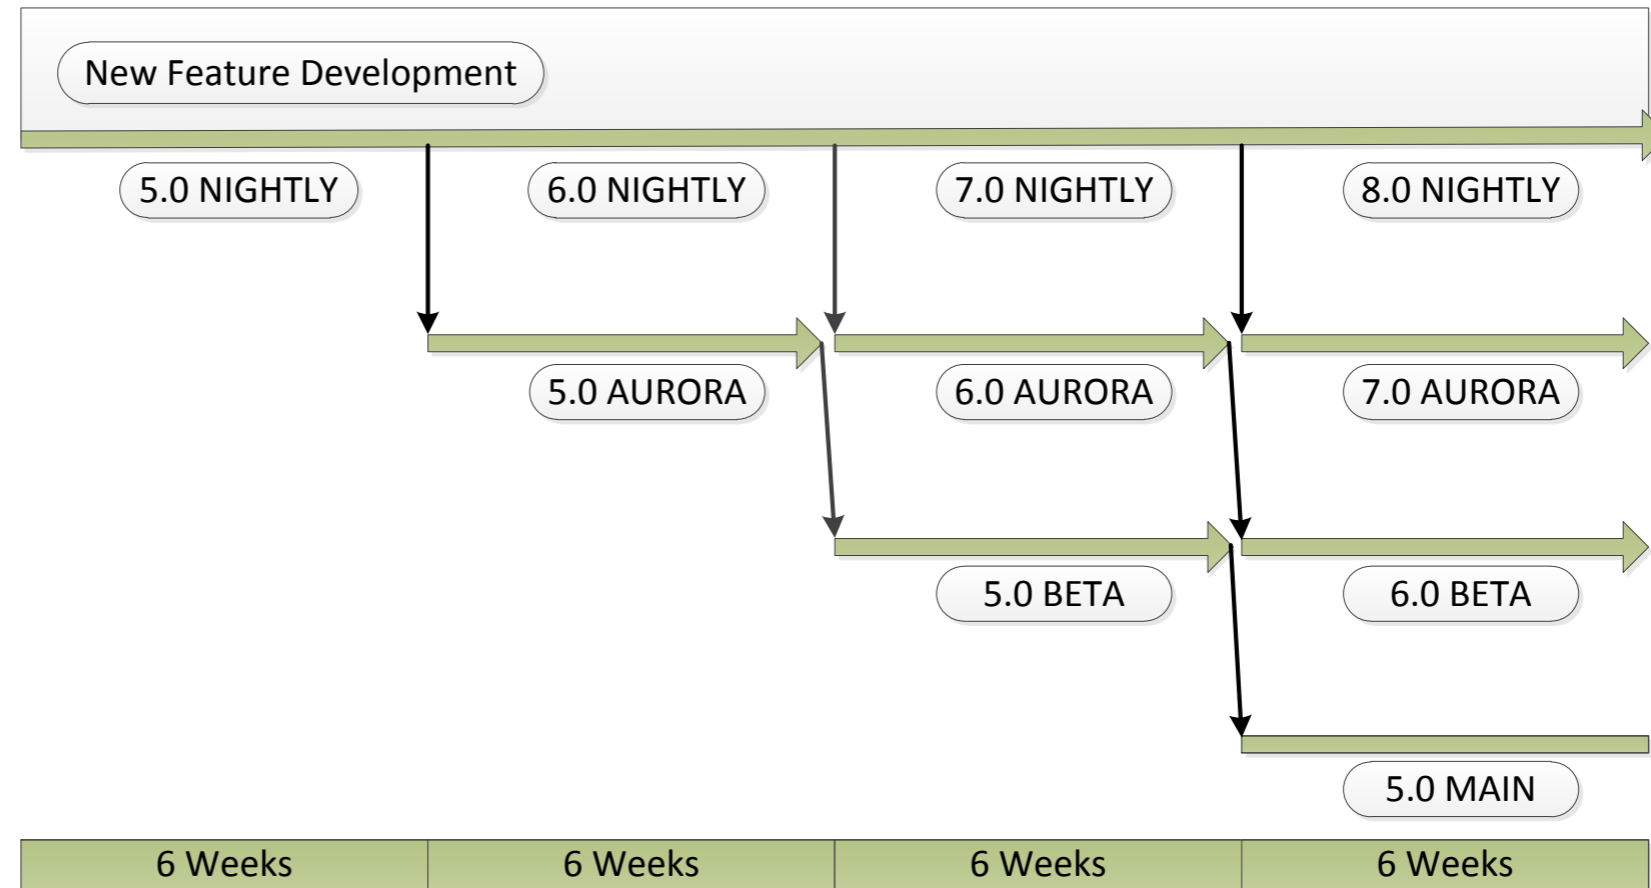 New Feature Development
5.0 NIGHTLY
6.0 NIGHTLY
7.0 NIGHTLY
8.0 NIGHTLY
5.0 AURORA
6.0 AURORA
7.0 AURORA
5.0 BETA
6.0 BETA
5.0 MAIN
6 Weeks
6 Weeks
6 Weeks
6 Weeks